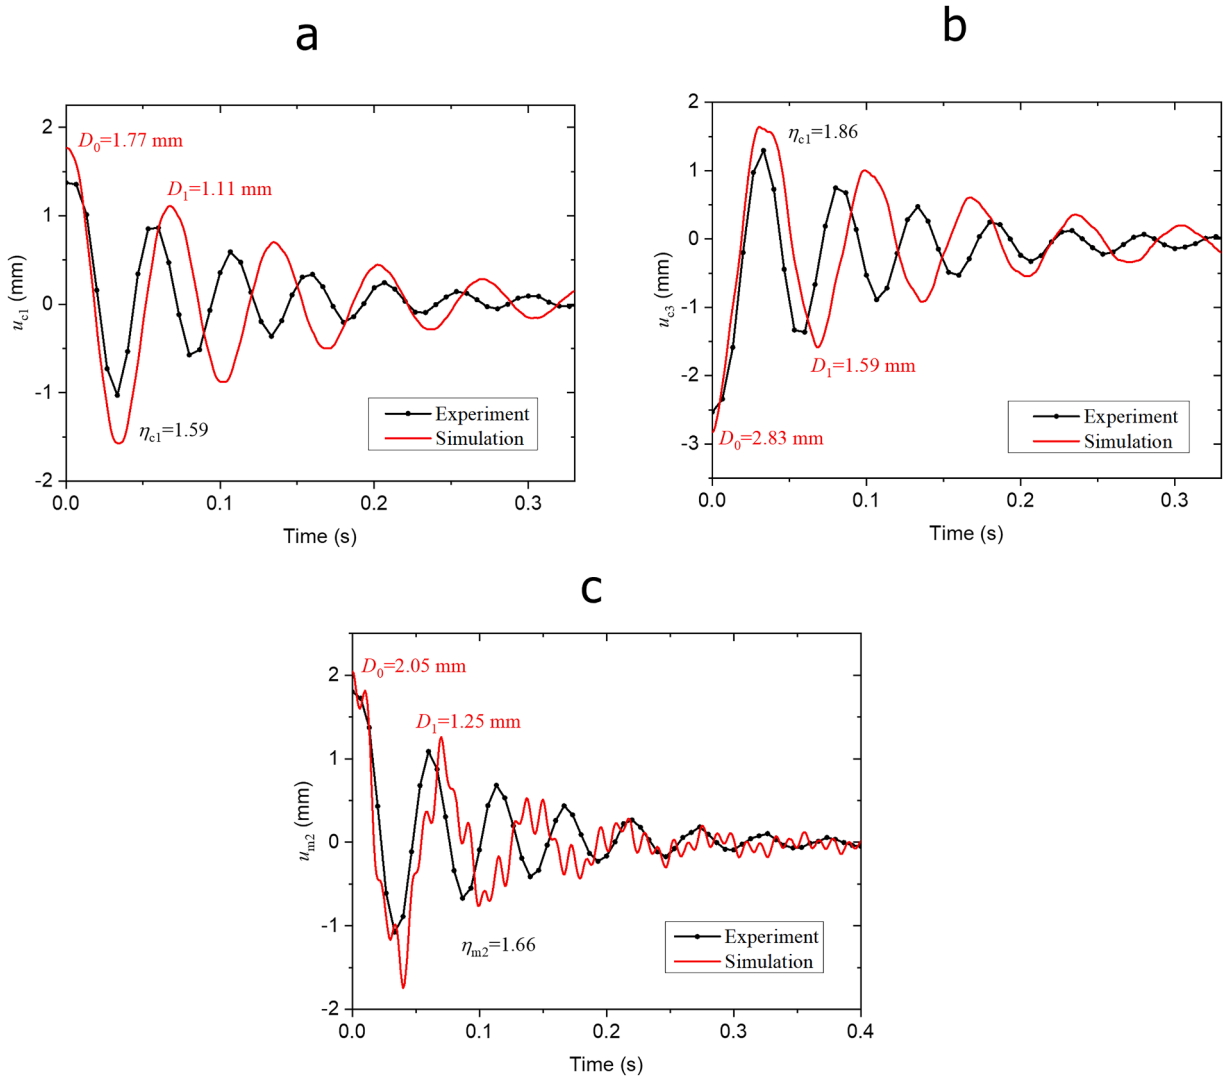 a
2
1
0
-1
-2
u_c1 (mm)
D_0=1.77 mm
D_1=1.11 mm
η_c1=1.59
Experiment
Simulation
0.0 0.1 0.2 0.3
Time (s)
b
2
1
0
-1
-2
-3
u_c3 (mm)
η_c1=1.86
D_1=1.59 mm
D_0=2.83 mm
Experiment
Simulation
0.0 0.1 0.2 0.3
Time (s)
c
2
1
0
-1
-2
u_m2 (mm)
D_0=2.05 mm
D_1=1.25 mm
η_m2=1.66
Experiment
Simulation
0.0 0.1 0.2 0.3 0.4
Time (s)